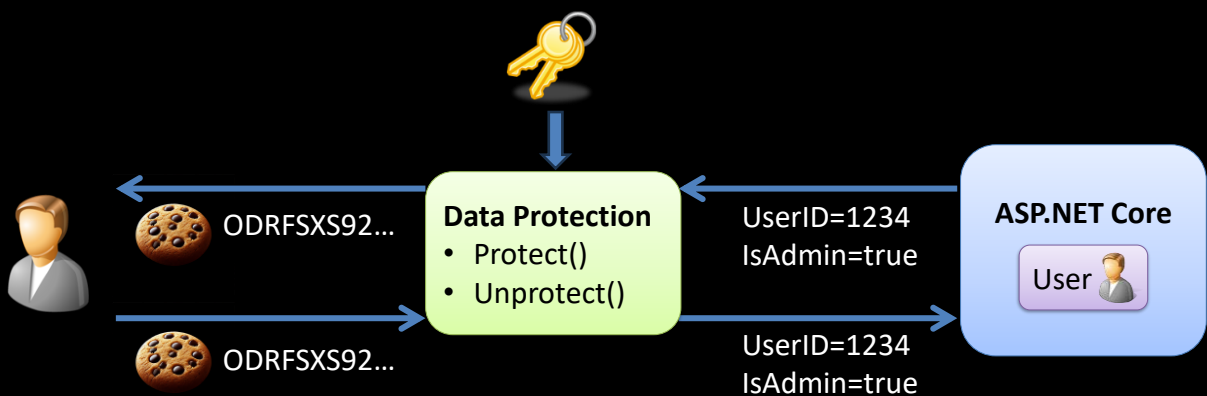 ODRFSXS92...
Data Protection
• Protect()
• Unprotect()
UserID=1234
IsAdmin=true
ASP.NET Core
User
ODRFSXS92...
UserID=1234
IsAdmin=true